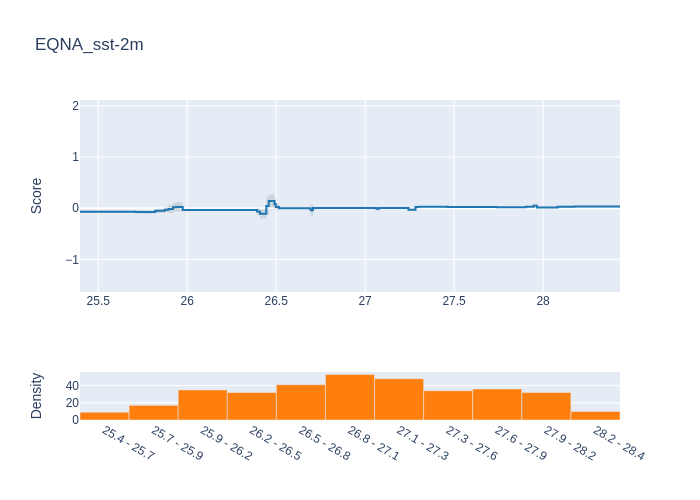 EQNA_sst-2m
Score
2
1
0
−1
25.5 26 26.5 27 27.5 28
Density
40
20
0
25.4 - 25.7
25.7 - 25.9
25.9 - 26.2
26.2 - 26.5
26.5 - 26.8
26.8 - 27.1
27.1 - 27.3
27.3 - 27.6
27.6 - 27.9
27.9 - 28.2
28.2 - 28.4